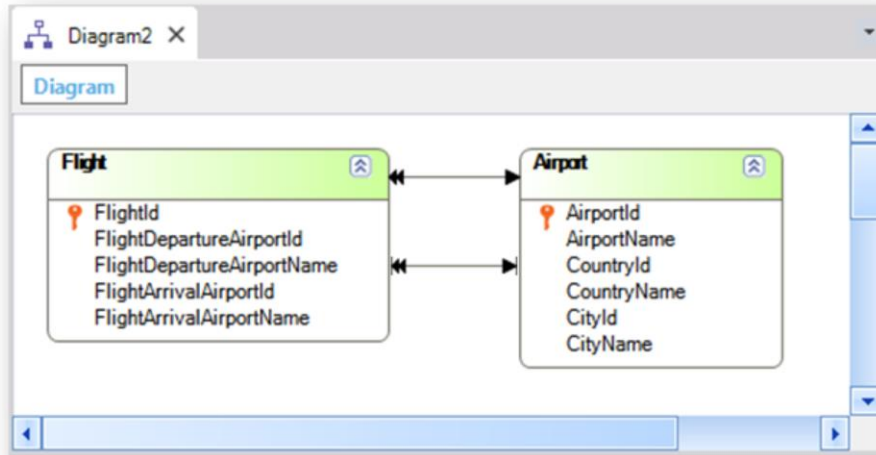 Diagram2
Diagram
Flight
FlightId
FlightDepartureAirportId
FlightDepartureAirportName
FlightArrivalAirportId
FlightArrivalAirportName
Airport
AirportId
AirportName
CountryId
CountryName
CityId
CityName